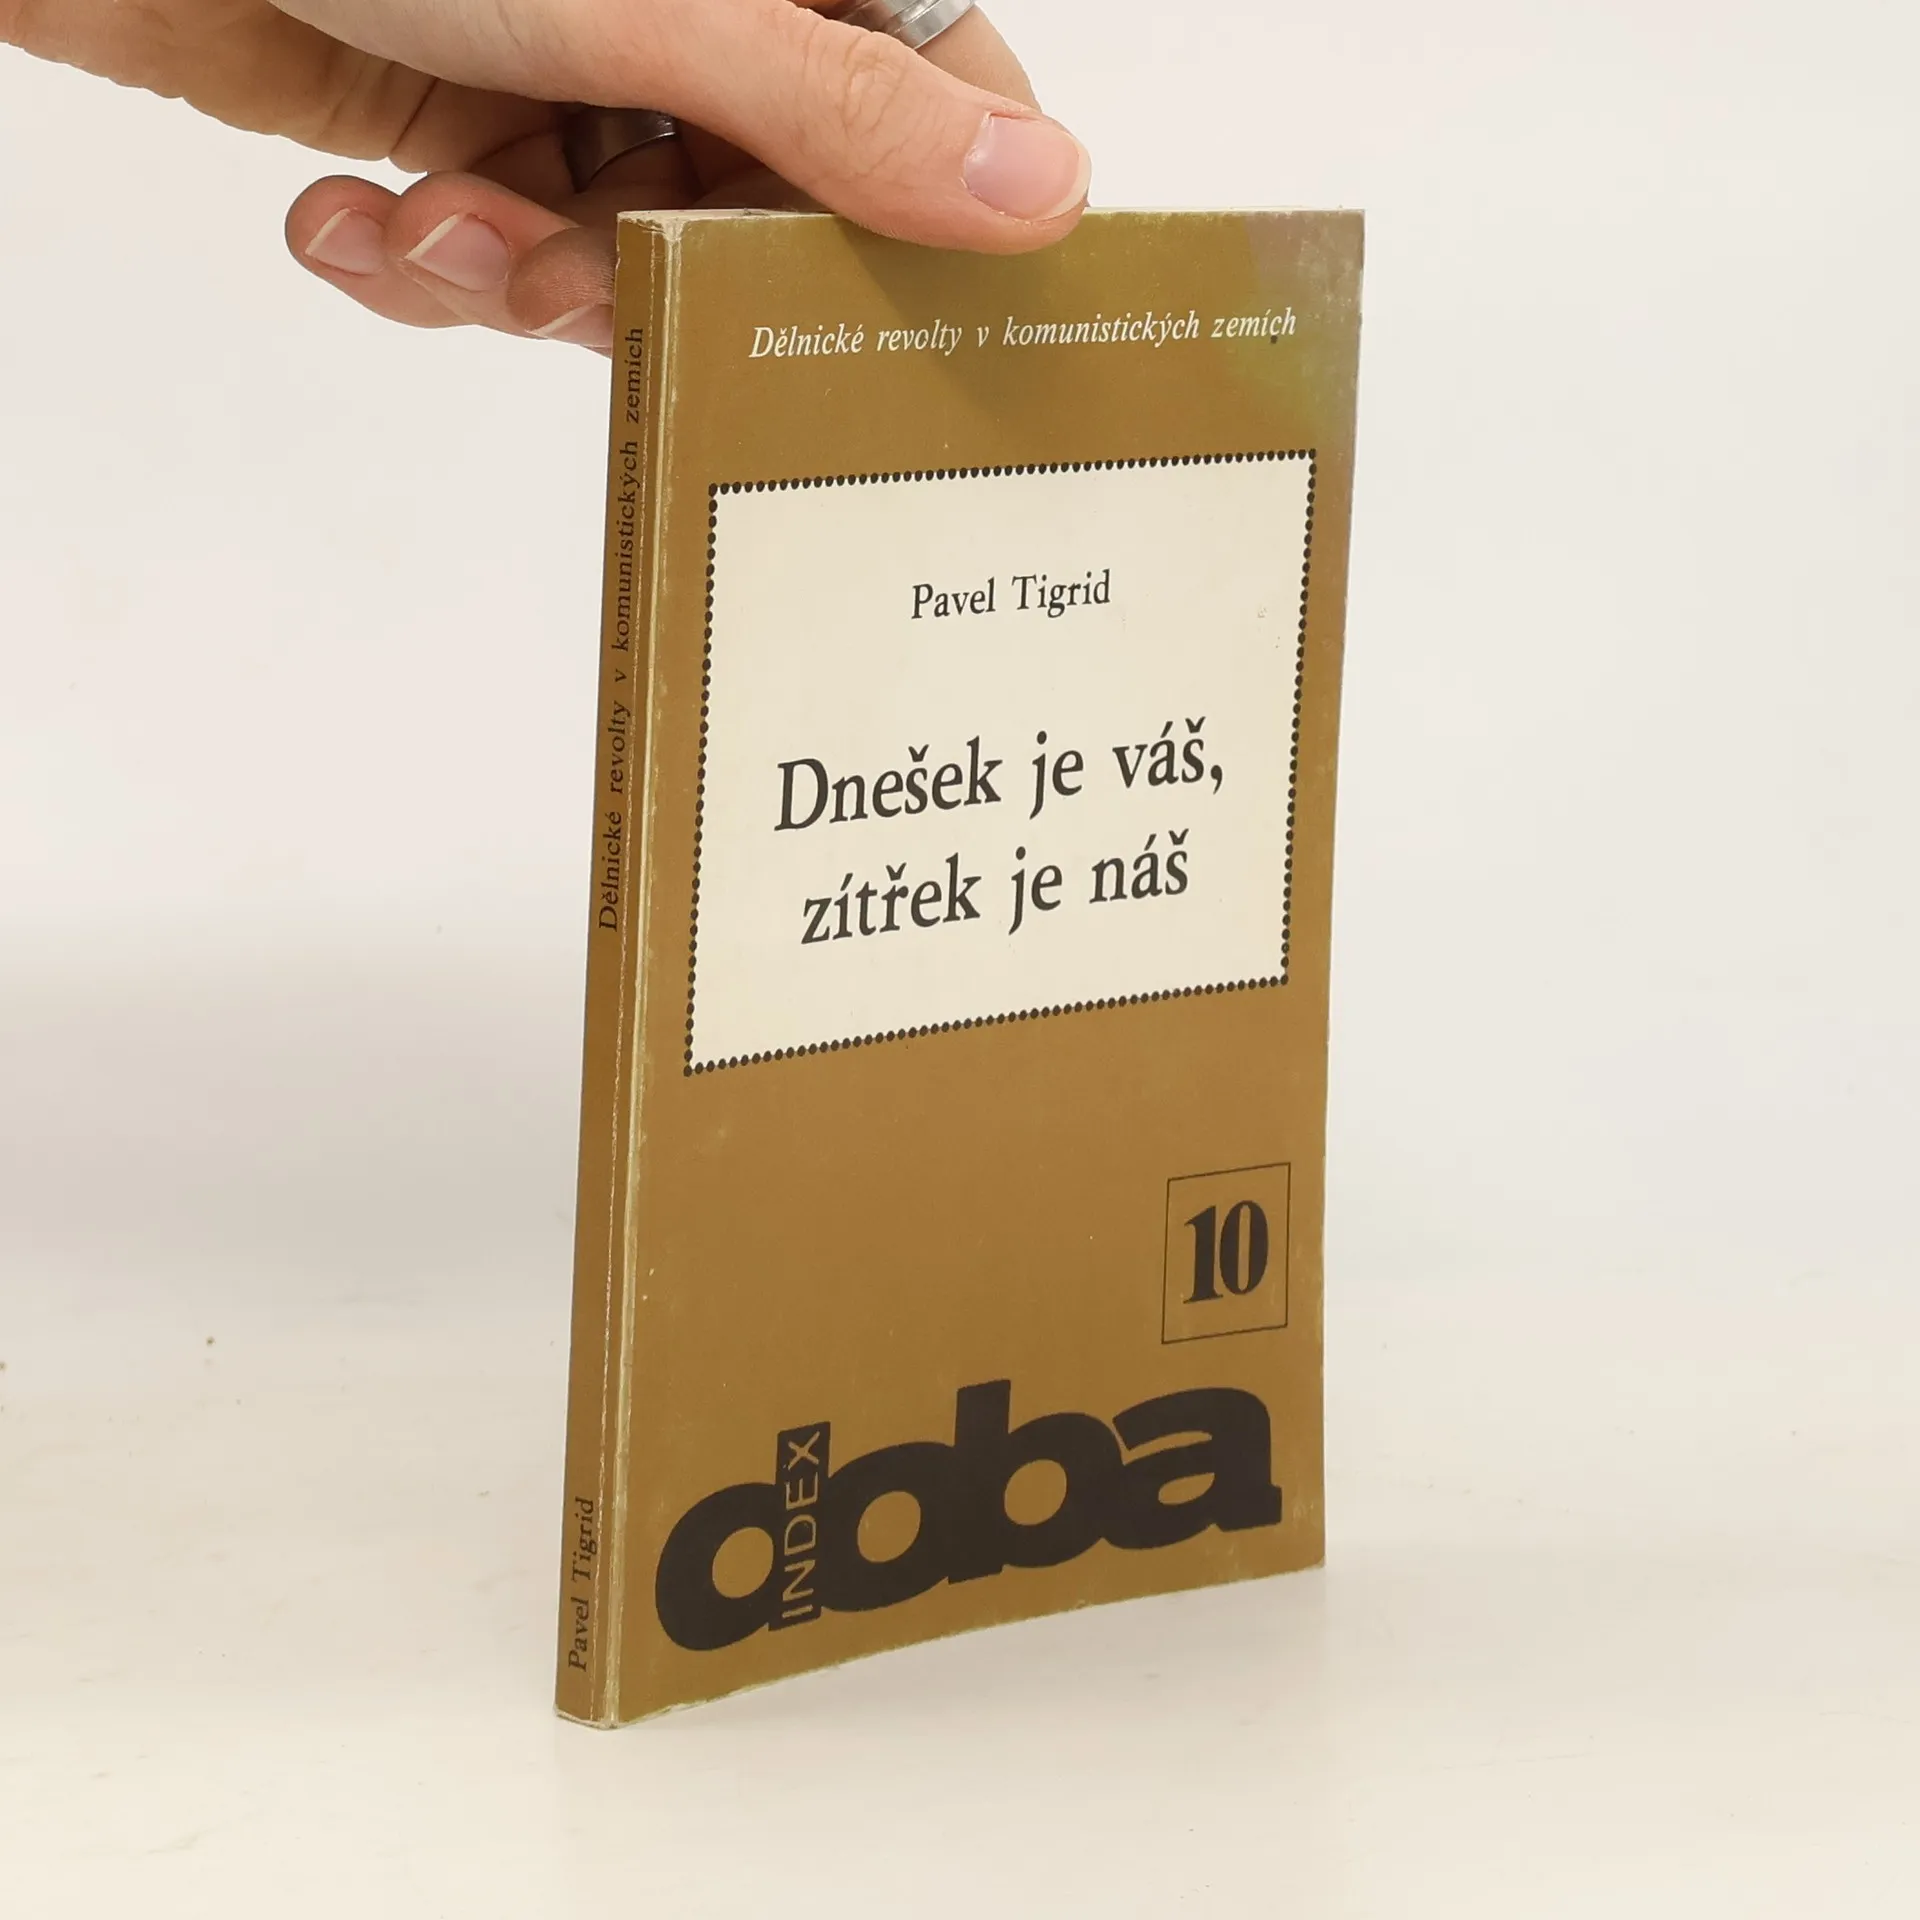 Dělnické revolty v komunistických zemích
Pavel Tigrid
Dnešek je váš,
zítřek je náš
10
doba
INDEX
Dělnické revolty v komunistických zemích
Pavel Tigrid